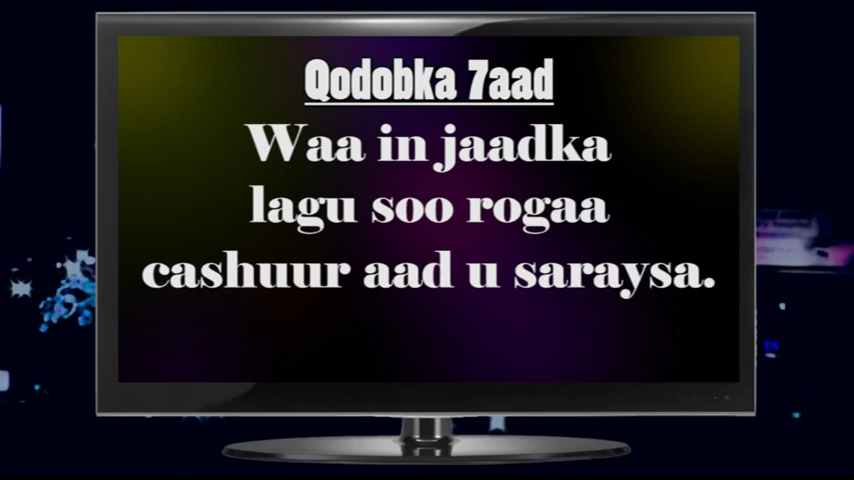 Qodobka 7aad
Waa in jaadka
lagu soo rogaa
cashuur aad u saraysa.